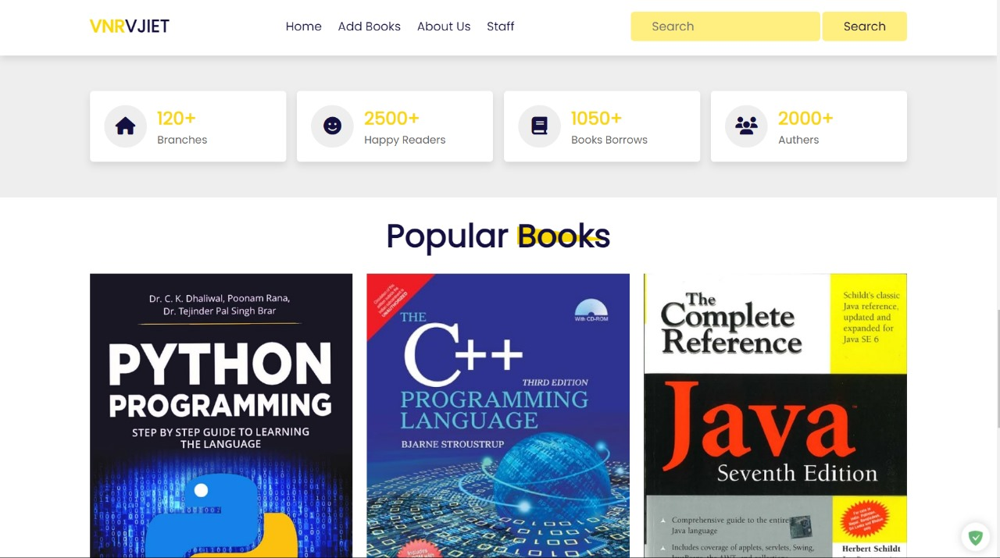 VNRVJIET
Home
Add Books
About Us
Staff
Search
Search
120+
Branches
2500+
Happy Readers
1050+
Books Borrows
2000+
Authers
Popular Books
Dr. C. K. Dhaliwal, Poonam Rana,
Dr. Tejinder Pal Singh Brar
PYTHON
PROGRAMMING
STEP BY STEP GUIDE TO LEARNING
THE LANGUAGE
With CD-ROM
THE
C++
THIRD EDITION
PROGRAMMING
LANGUAGE
BJARNE STROUSTRUP
Includes
The
Complete
Reference
Schildt's classic
Java reference,
updated and
expanded for
Java SE 6
Java
Seventh Edition
Comprehensive guide to the entire
Java language
Includes coverage of applets, servlets, Swing,
Herbert Schildt